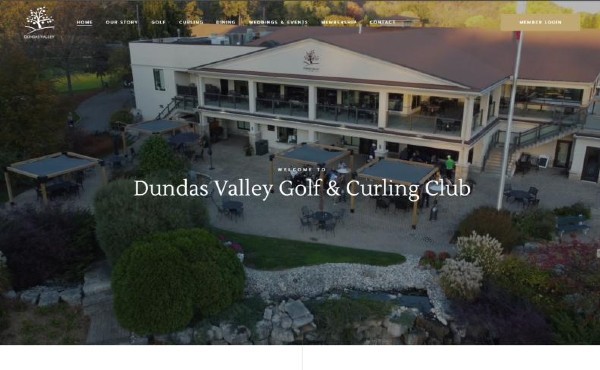 DUNDAS VALLEY
HOME OUR STORY GOLF CURLING DINING WEDDINGS & EVENTS MEMBERSHIP CONTACT
MEMBER LOGIN
WELCOME TO
Dundas Valley Golf & Curling Club